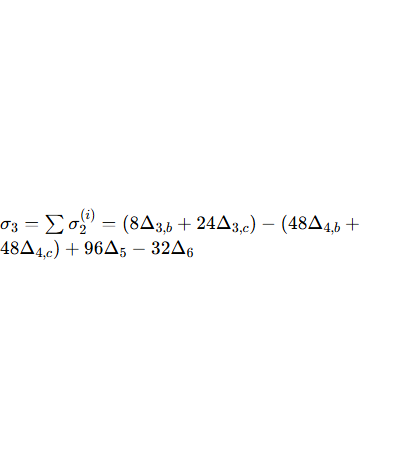 σ₃ = ∑ σ₂⁽ⁱ⁾ = (8Δ₃,b + 24Δ₃,c) − (48Δ₄,b +
48Δ₄,c) + 96Δ₅ − 32Δ₆